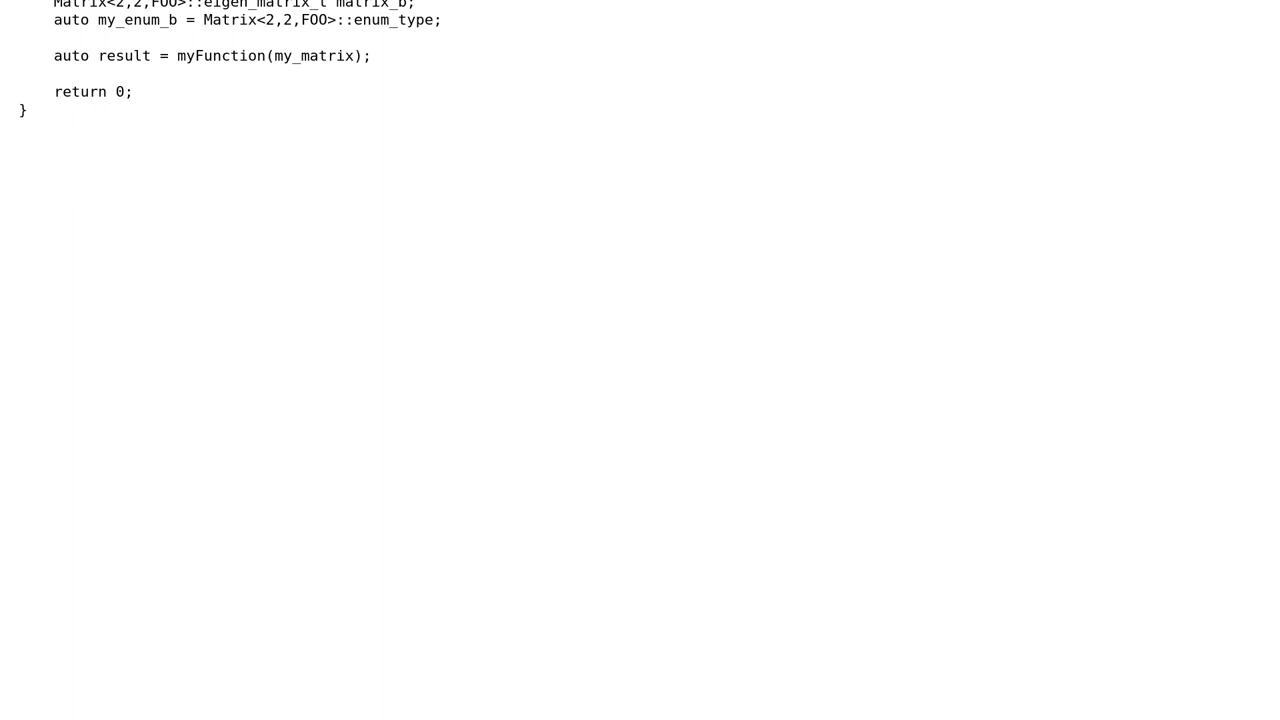 Matrix<2,2,FOO>::eigen_matrix_t matrix_b;
auto my_enum_b = Matrix<2,2,FOO>::enum_type;
auto result = myFunction(my_matrix);
return 0;
}